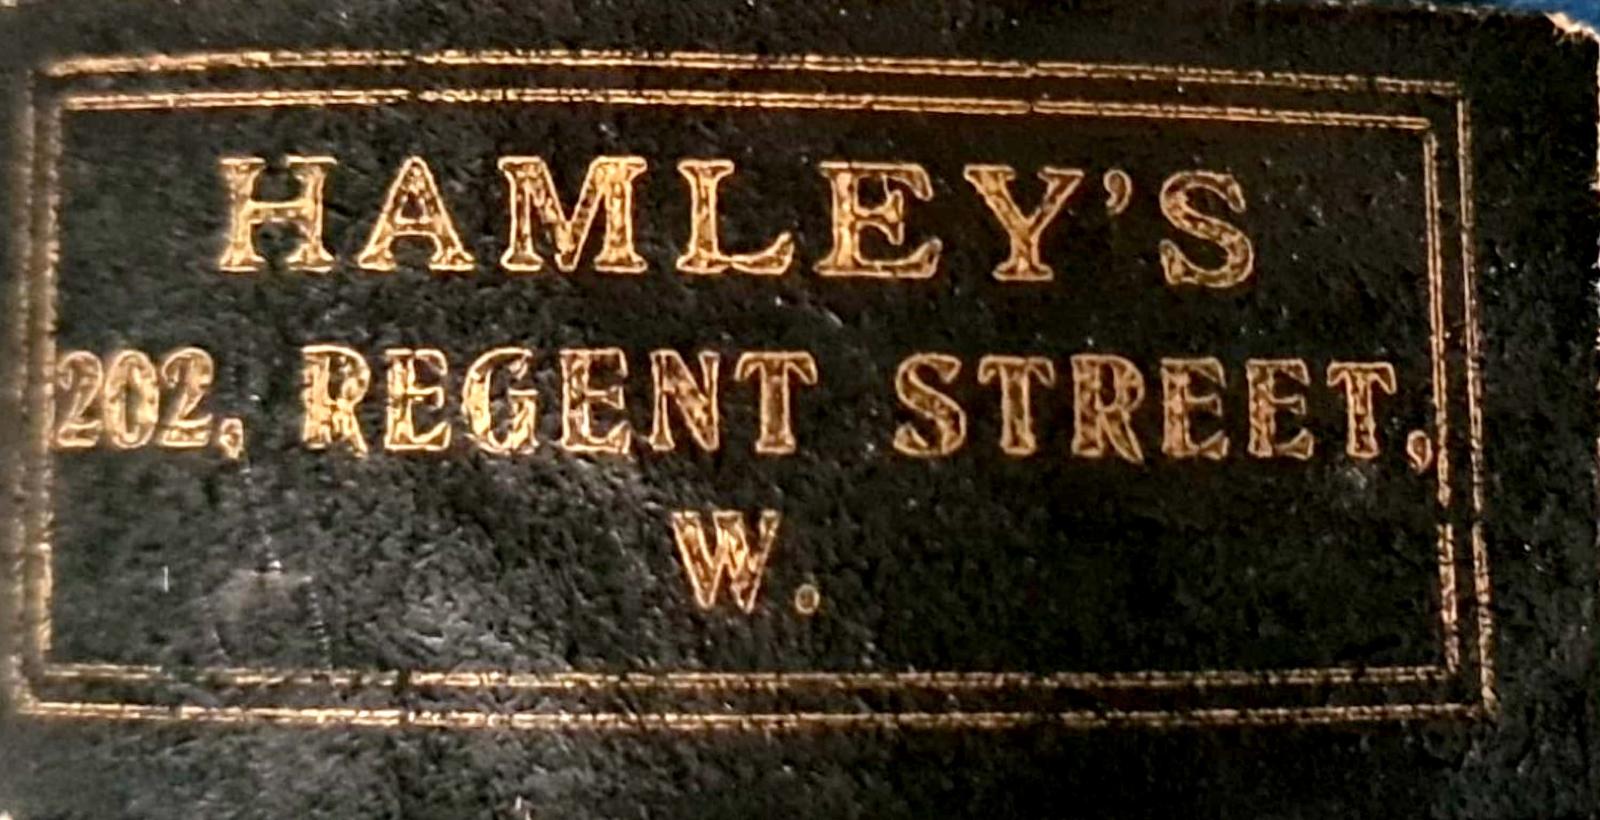 HAMLEY'S
202, REGENT STREET,
W.